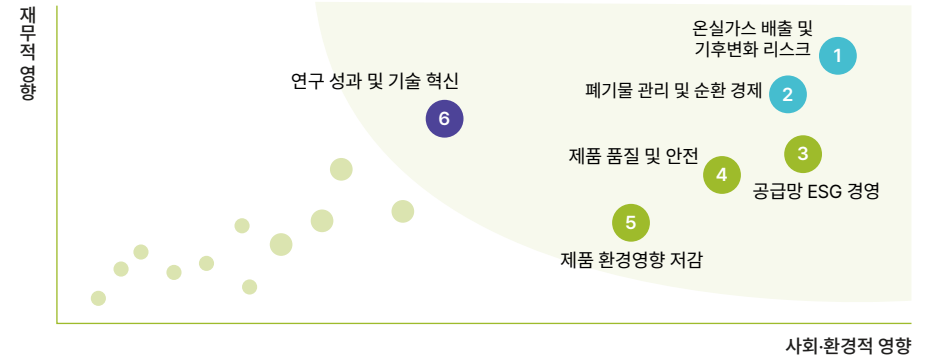 재무적 영향
온실가스 배출 및
기후변화 리스크
1
폐기물 관리 및 순환 경제
2
연구 성과 및 기술 혁신
6
제품 품질 및 안전
4
3
공급망 ESG 경영
5
제품 환경영향 저감
사회·환경적 영향